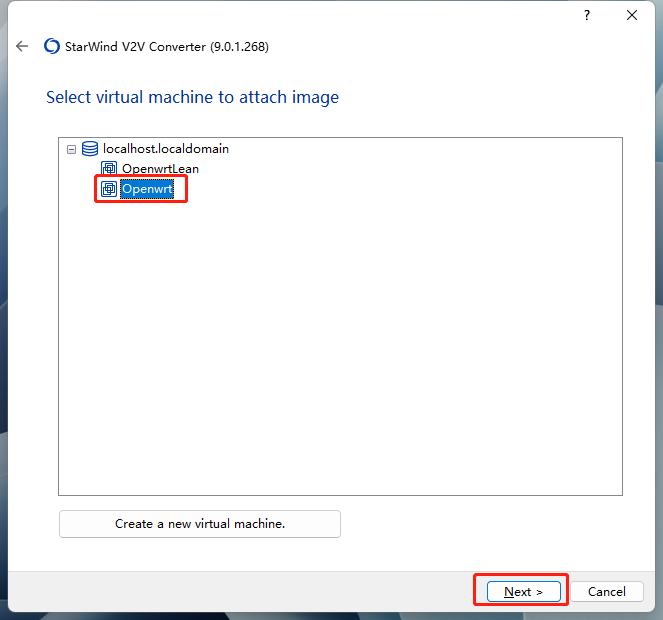 ?
StarWind V2V Converter (9.0.1.268)
Select virtual machine to attach image
localhost.localdomain
OpenwrtLean
Openwrt
Create a new virtual machine.
Next >
Cancel